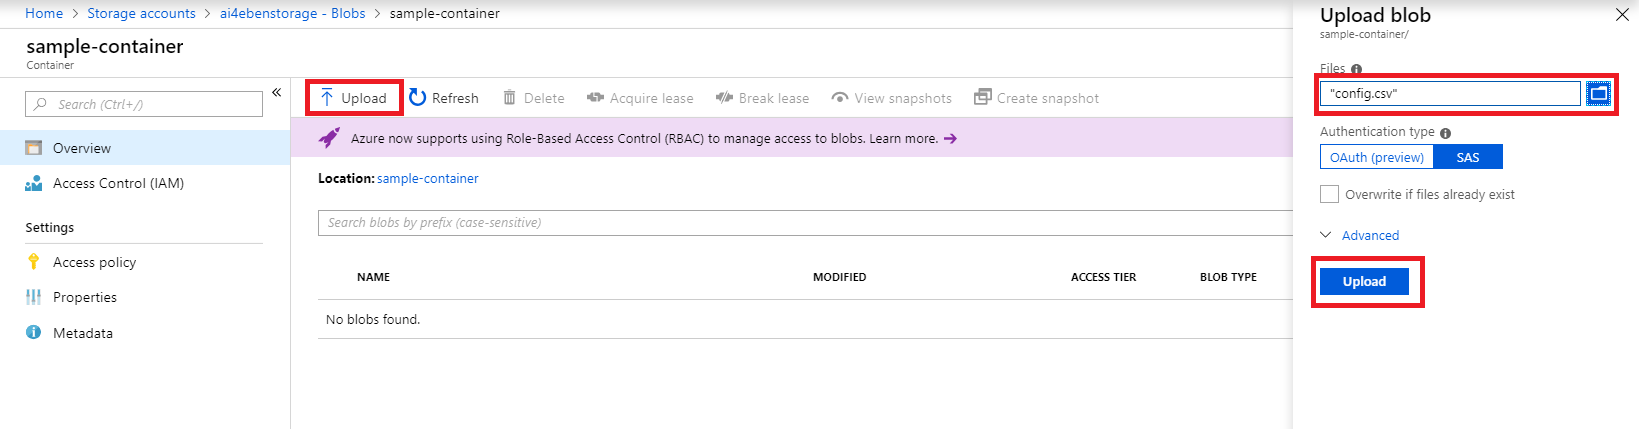 Home > Storage accounts > ai4ebenstorage - Blobs > sample-container
sample-container
Container
Search (Ctrl+/)
Overview
Access Control (IAM)
Settings
Access policy
Properties
Metadata
Upload Refresh Delete Acquire lease Break lease View snapshots Create snapshot
Azure now supports using Role-Based Access Control (RBAC) to manage access to blobs. Learn more. →
Location: sample-container
Search blobs by prefix (case-sensitive)
NAME MODIFIED ACCESS TIER BLOB TYPE
No blobs found.
Upload blob
sample-container/
Files
"config.csv"
Authentication type
OAuth (preview) SAS
Overwrite if files already exist
Advanced
Upload